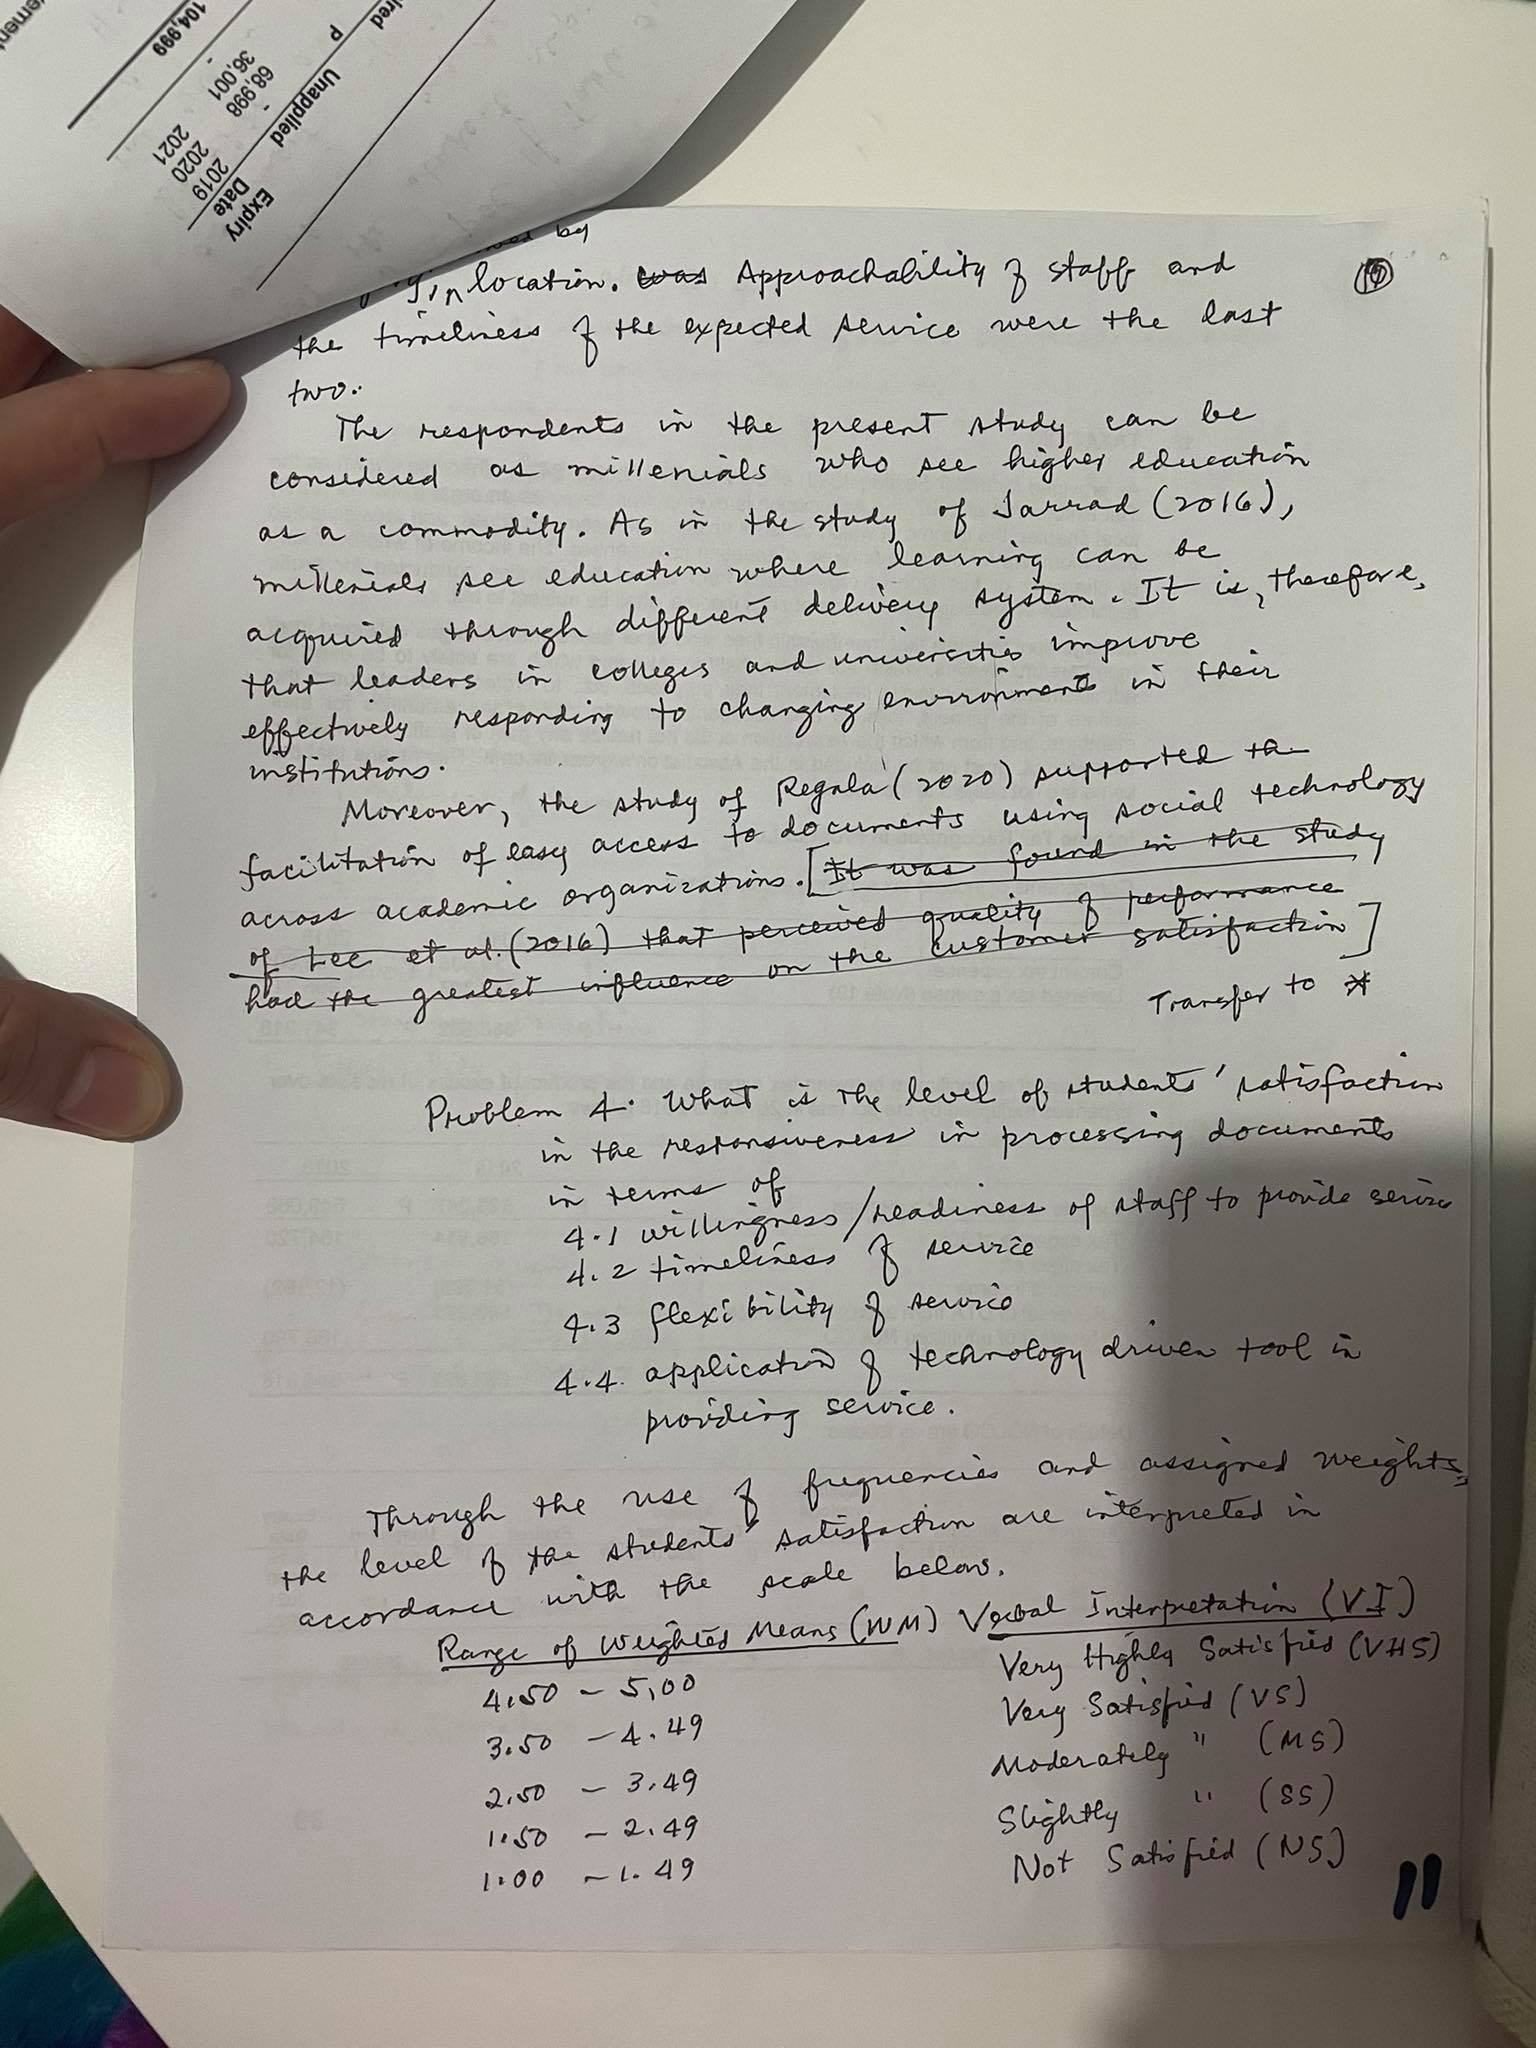 104,999
36,001
68,998
-
-
Unapplied
P
2021
2020
2019
Date
Expiry
by
location. was Approachability of staff and
the timeliness of the expected service were the last
two.
The respondents in the present study can be
considered as millenials who see higher education
as a commodity. As in the study of Jarrad (2016),
millenials see education where learning can be
acquired through different delivery system. It is, therefore,
that leaders in colleges and universities improve
effectively responding to changing environments in their
institutions.
Moreover, the study of Regala (2020) supported the
facilitation of easy access to documents using social technology
across academic organizations. [It was found in the study
of Lee et al. (2016) that perceived quality of performance
had the greatest influence on the customer satisfaction]
Transfer to *
Problem 4. What is the level of students' satisfaction
in the responsiveness in processing documents
in terms of
4.1 willingness/readiness of staff to provide service
4.2 timeliness of service
4.3 flexibility of service
4.4. application of technology driven tool in
providing service.
Through the use of frequencies and assigned weights,
the level of the students' satisfaction are interpreted in
accordance with the scale below.
Range of Weighted Means (WM) Verbal Interpretation (VI)
4.50 - 5.00 Very Highly Satisfied (VHS)
3.50 - 4.49 Very Satisfied (VS)
2.50 - 3.49 Moderately " (MS)
1.50 - 2.49 Slightly " (SS)
1.00 - 1.49 Not Satisfied (NS)
11